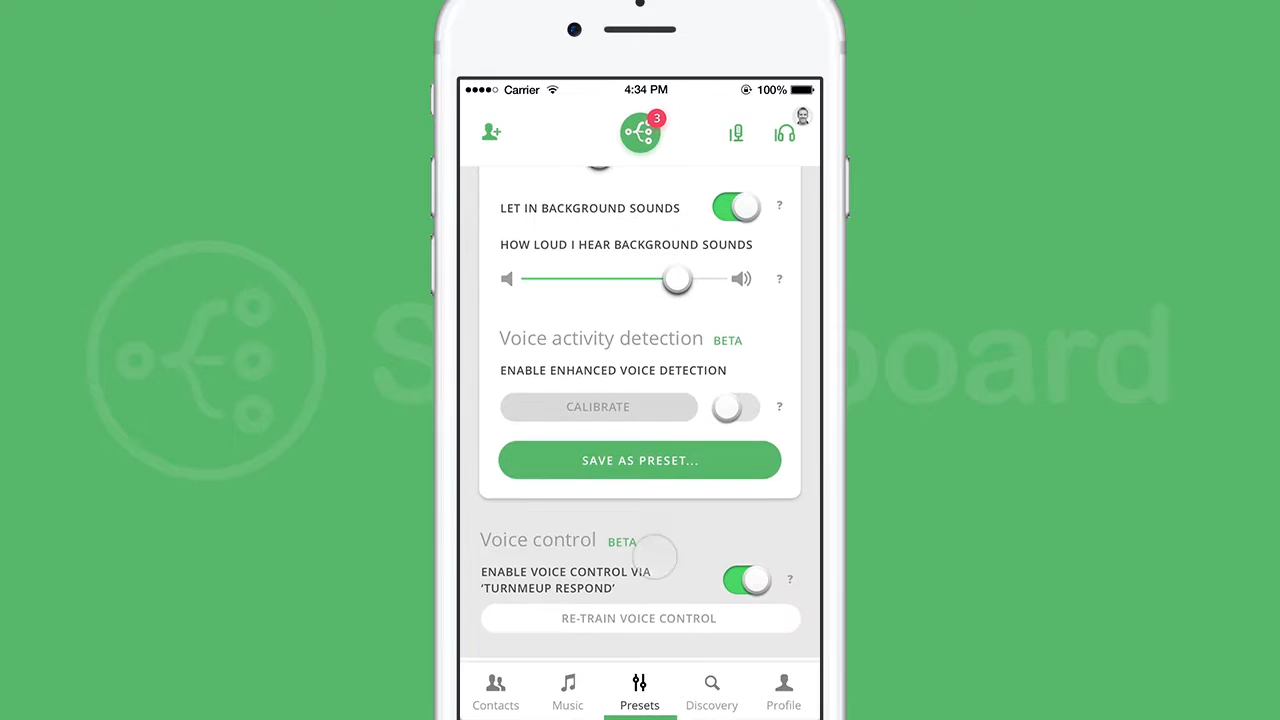 Carrier
4:34 PM
100%
3
LET IN BACKGROUND SOUNDS
?
HOW LOUD I HEAR BACKGROUND SOUNDS
?
Voice activity detection BETA
ENABLE ENHANCED VOICE DETECTION
CALIBRATE
?
SAVE AS PRESET...
Voice control BETA
ENABLE VOICE CONTROL VIA
‘TURNMEUP RESPOND’
?
RE-TRAIN VOICE CONTROL
Contacts
Music
Presets
Discovery
Profile